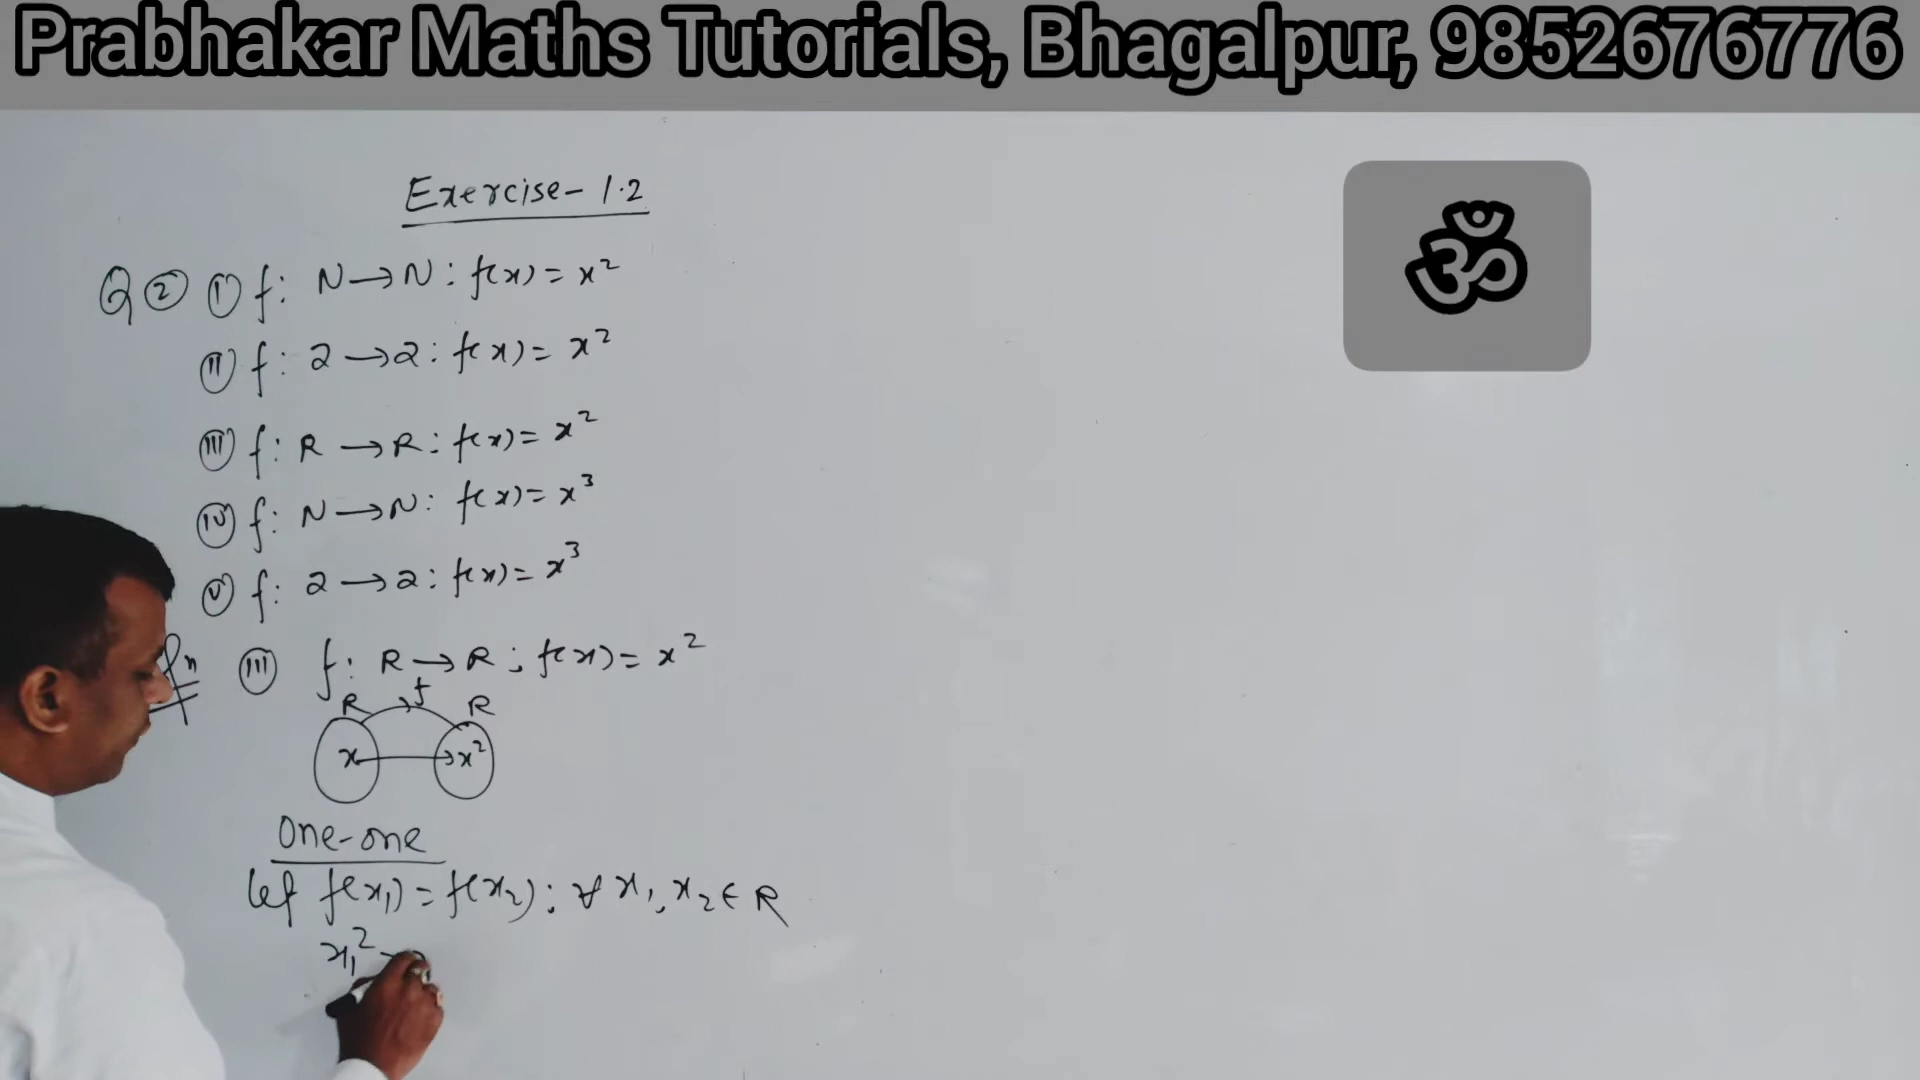 Prabhakar Maths Tutorials, Bhagalpur, 9852676776
ॐ
Exercise- 1.2
Q② ⓘ f: N→N: f(x) = x²
ⓘⓘ f: Z→Z: f(x) = x²
(III) f: R→R: f(x) = x²
(IV) f: N→N: f(x) = x³
(V) f: Z→Z: f(x) = x³
(III) f: R→R; f(x) = x²
R f R
x → x²
One-one
let f(x₁) = f(x₂): ∀ x₁, x₂ ∈ R
x₁²